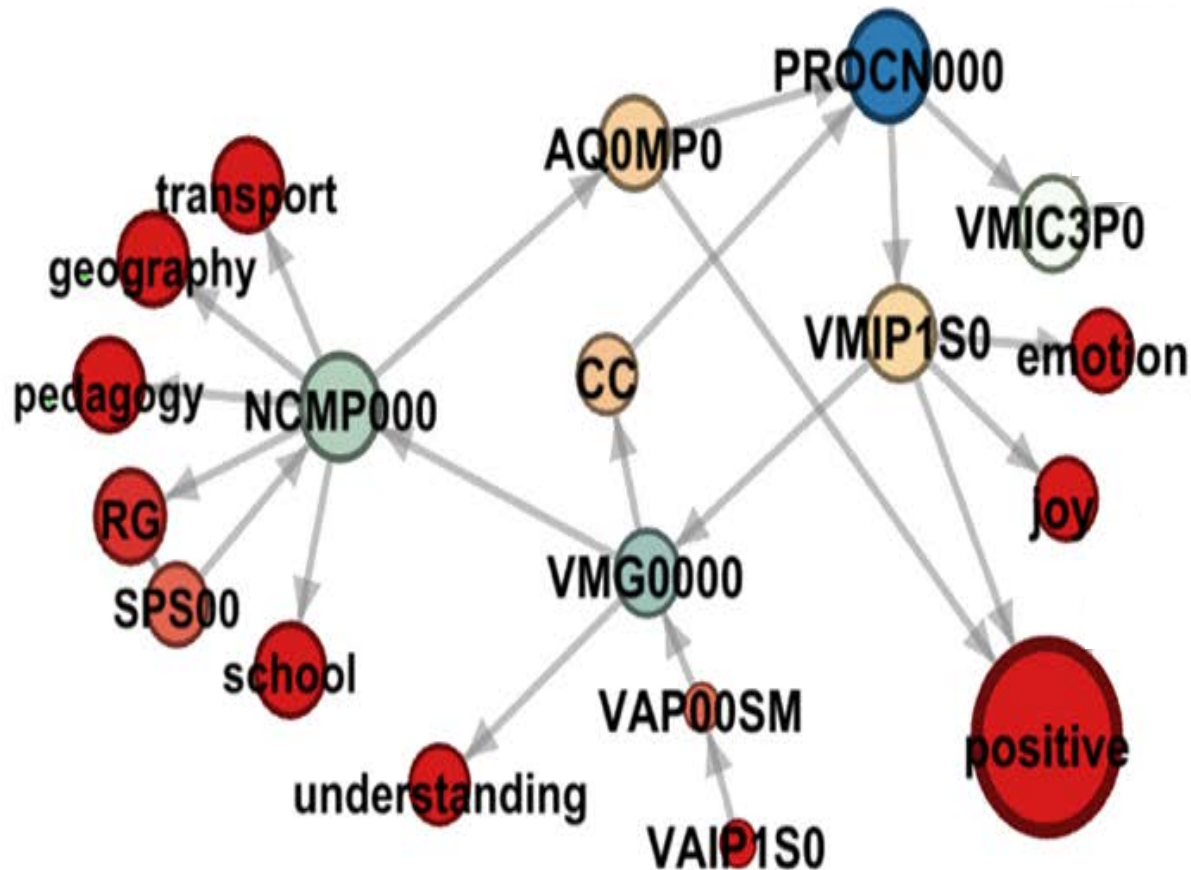 PROCN000
AQ0MP0
transport
VMIC3P0
geography
VMIP1S0
emotion
CC
pedagogy
NCMP000
RG
joy
VMG0000
SPS00
school
VAP00SM
positive
understanding
VAIP1S0